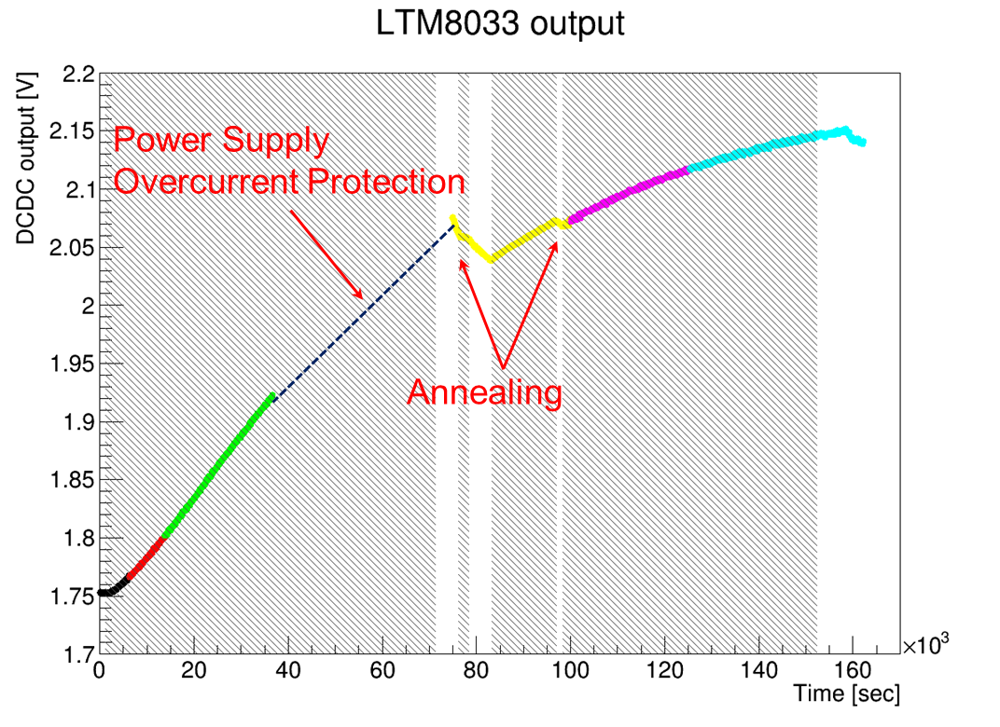 LTM8033 output
DCDC output [V]
2.2
2.15
2.1
2.05
2
1.95
1.9
1.85
1.8
1.75
1.7
Power Supply
Overcurrent Protection
Annealing
0 20 40 60 80 100 120 140 160
×10³
Time [sec]